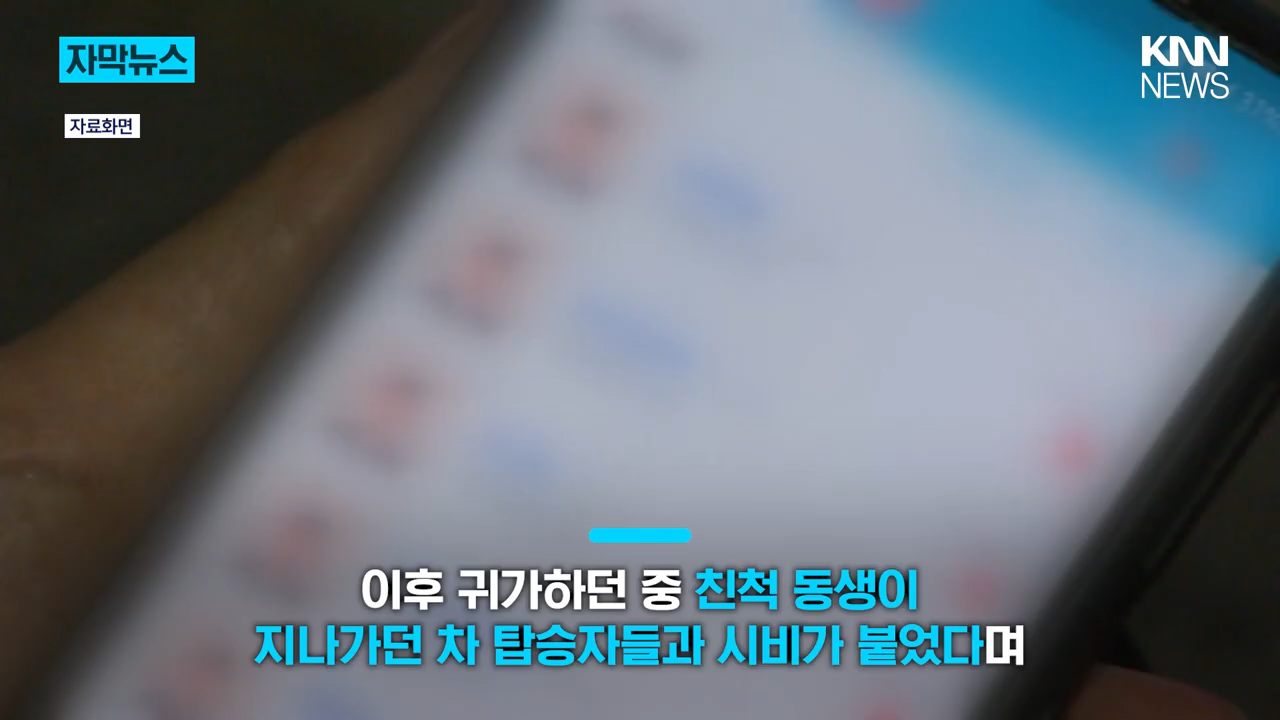 자막뉴스
KNN
NEWS
자료화면
이후 귀가하던 중 친척 동생이
지나가던 차 탑승자들과 시비가 붙었다며